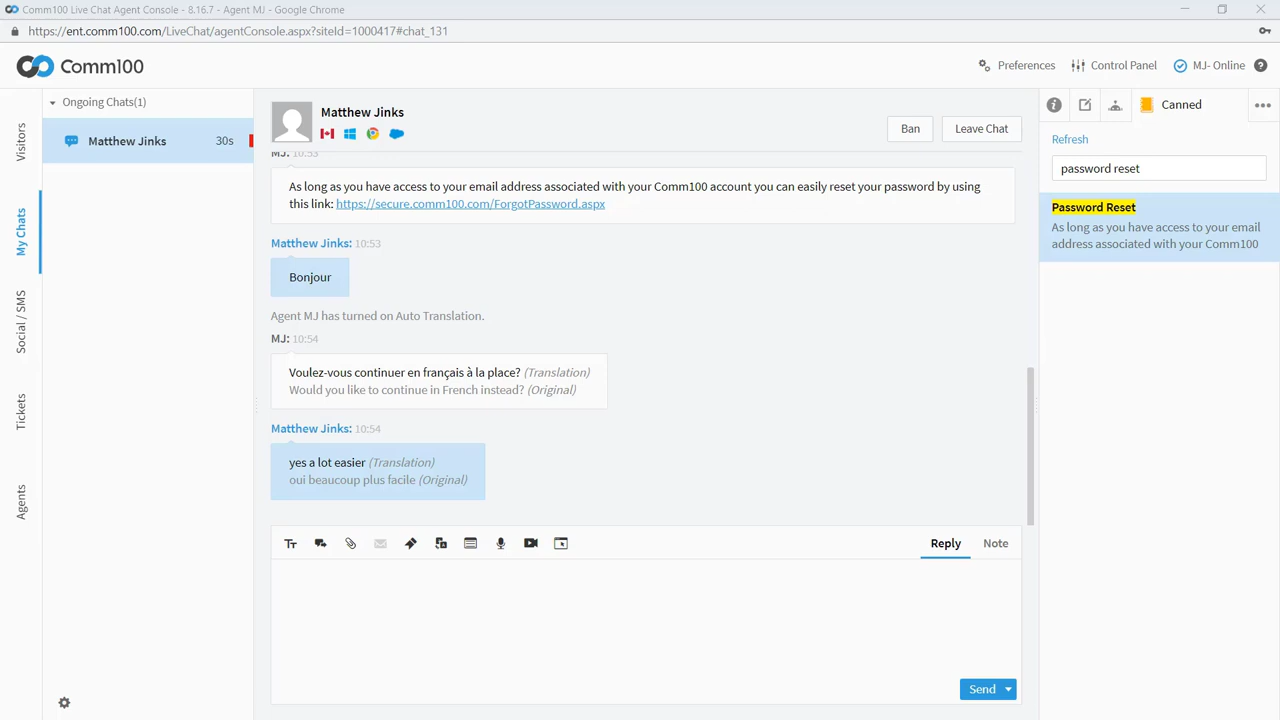 Comm100 Live Chat Agent Console - 8.16.7 - Agent MJ - Google Chrome
https://ent.comm100.com/LiveChat/agentConsole.aspx?siteId=1000417#chat_131
Comm100
Preferences
Control Panel
MJ- Online
?
Visitors
My Chats
Social / SMS
Tickets
Agents
Ongoing Chats(1)
Matthew Jinks 30s
Matthew Jinks
Ban
Leave Chat
MJ: 10:53
As long as you have access to your email address associated with your Comm100 account you can easily reset your password by using
this link: https://secure.comm100.com/ForgotPassword.aspx
Matthew Jinks: 10:53
Bonjour
Agent MJ has turned on Auto Translation.
MJ: 10:54
Voulez-vous continuer en français à la place? (Translation)
Would you like to continue in French instead? (Original)
Matthew Jinks: 10:54
yes a lot easier (Translation)
oui beaucoup plus facile (Original)
Reply
Note
Send
Canned
Refresh
password reset
Password Reset
As long as you have access to your email
address associated with your Comm100